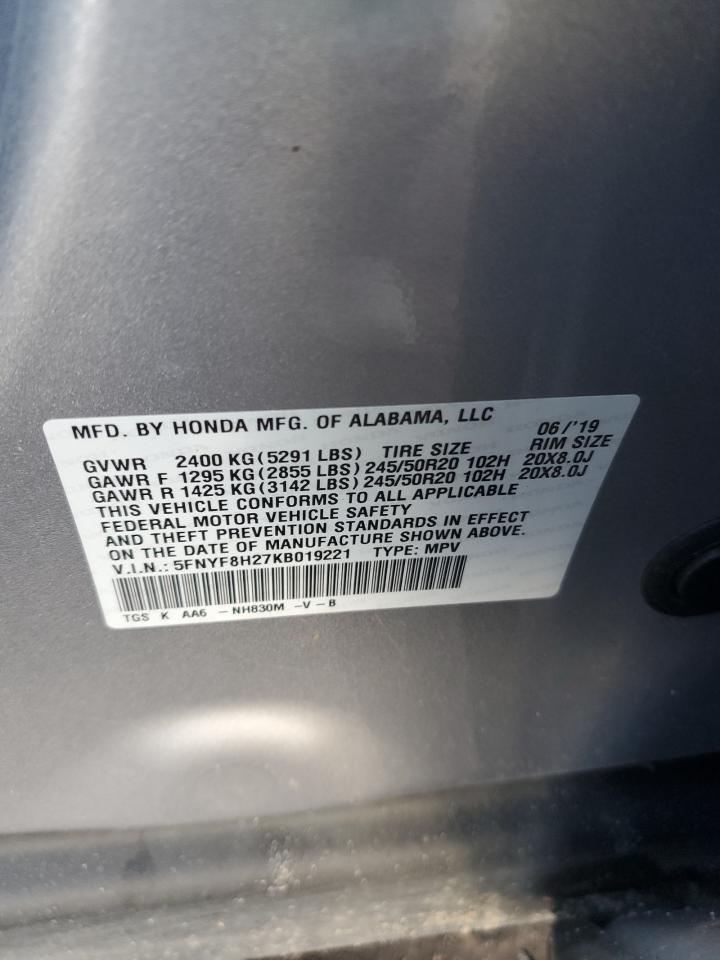 MFD. BY HONDA MFG. OF ALABAMA, LLC 06/'19
GVWR 2400 KG(5291 LBS) TIRE SIZE RIM SIZE
GAWR F 1295 KG(2855 LBS)245/50R20 102H 20X8.0J
GAWR R 1425 KG(3142 LBS)245/50R20 102H 20X8.0J
THIS VEHICLE CONFORMS TO ALL APPLICABLE
FEDERAL MOTOR VEHICLE SAFETY
AND THEFT PREVENTION STANDARDS IN EFFECT
ON THE DATE OF MANUFACTURE SHOWN ABOVE.
V.I.N.: 5FNYF8H27KB019221 TYPE: MPV
TGS K AA6 - NH830M -V-B